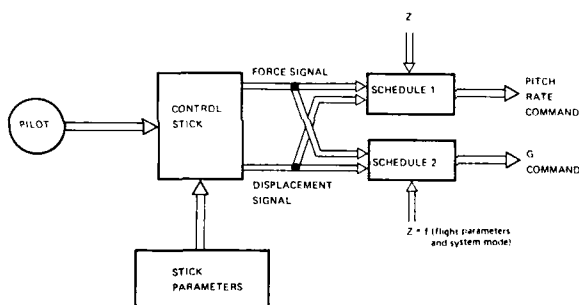 Z
FORCE SIGNAL
PILOT
CONTROL
STICK
SCHEDULE 1
PITCH
RATE
COMMAND
SCHEDULE 2
G
COMMAND
DISPLACEMENT
SIGNAL
Z = f (flight parameters
and system mode)
STICK
PARAMETERS